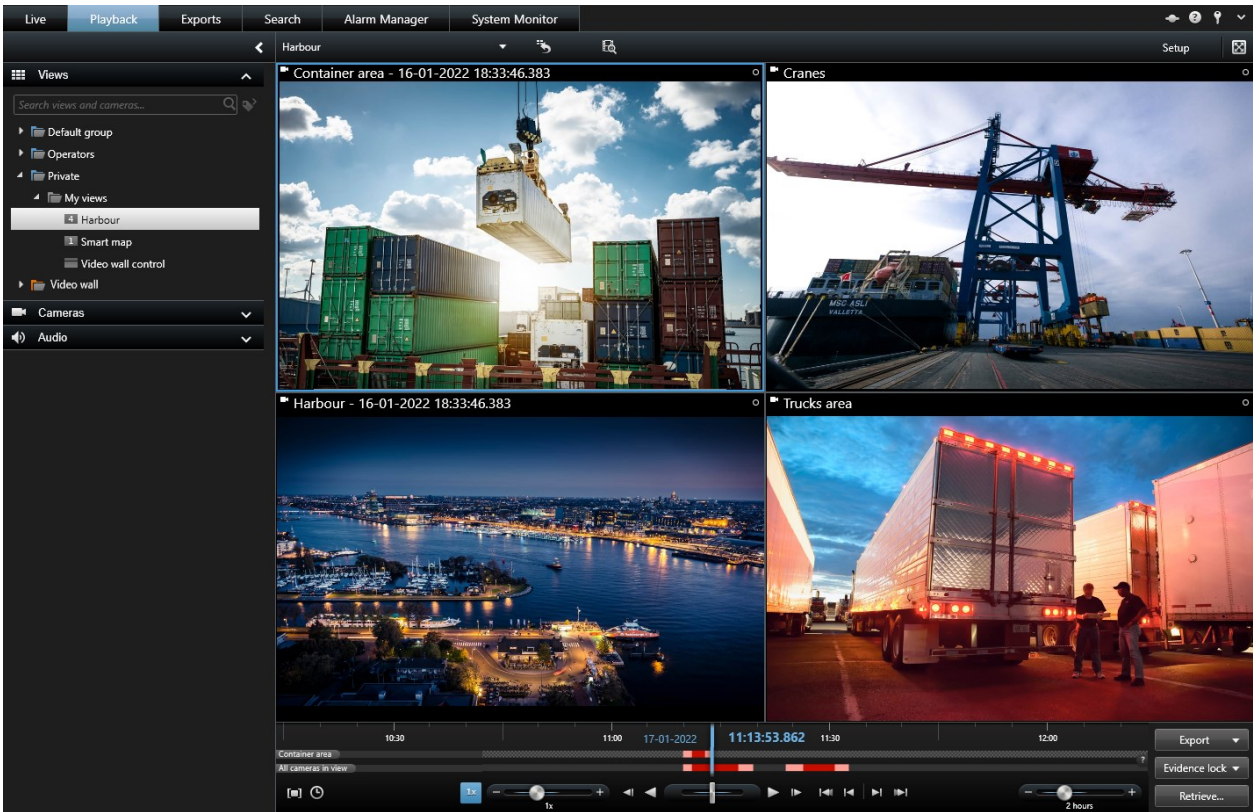 Live Playback Exports Search Alarm Manager System Monitor
Harbour Setup
Views
Search views and cameras...
Default group
Operators
Private
My views
4 Harbour
1 Smart map
Video wall control
Video wall
Cameras
Audio
Container area - 16-01-2022 18:33:46.383
Cranes
MSC ASLI
VALLETTA
Harbour - 16-01-2022 18:33:46.383
Trucks area
10:30 11:00 17-01-2022 11:13:53.862 11:30 12:00
Container area
All cameras in view
?
1x
1x
2 hours
Export
Evidence lock
Retrieve...